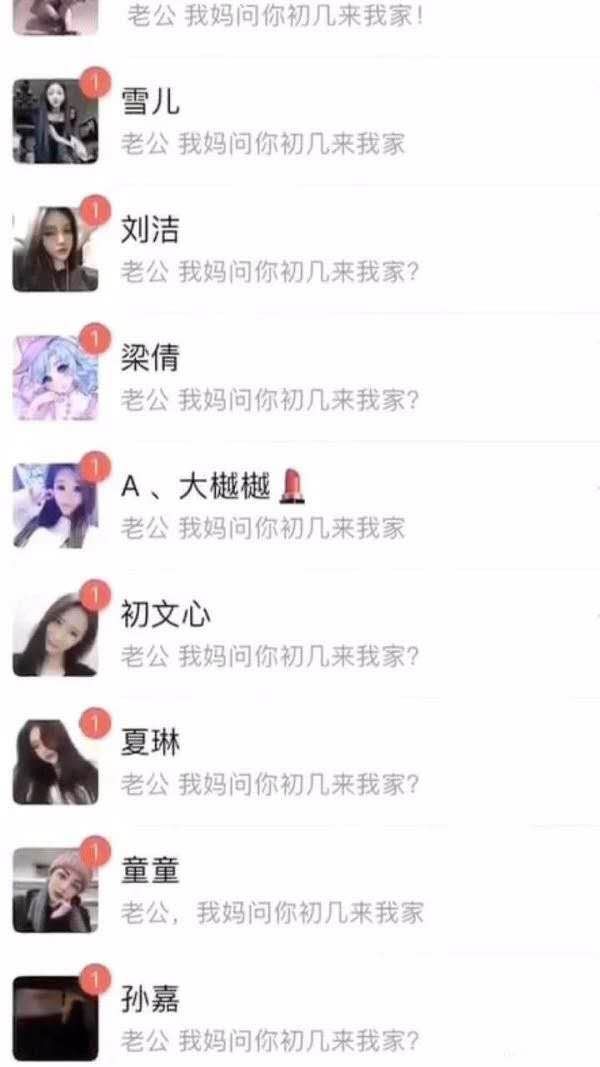 老公 我妈问你初几来我家！
1
雪儿
老公 我妈问你初几来我家
1
刘洁
老公 我妈问你初几来我家？
1
梁倩
老公 我妈问你初几来我家？
1
A 、大樾樾💄
老公 我妈问你初几来我家
1
初文心
老公 我妈问你初几来我家？
1
夏琳
老公 我妈问你初几来我家？
1
童童
老公，我妈问你初几来我家
1
孙嘉
老公 我妈问你初几来我家？